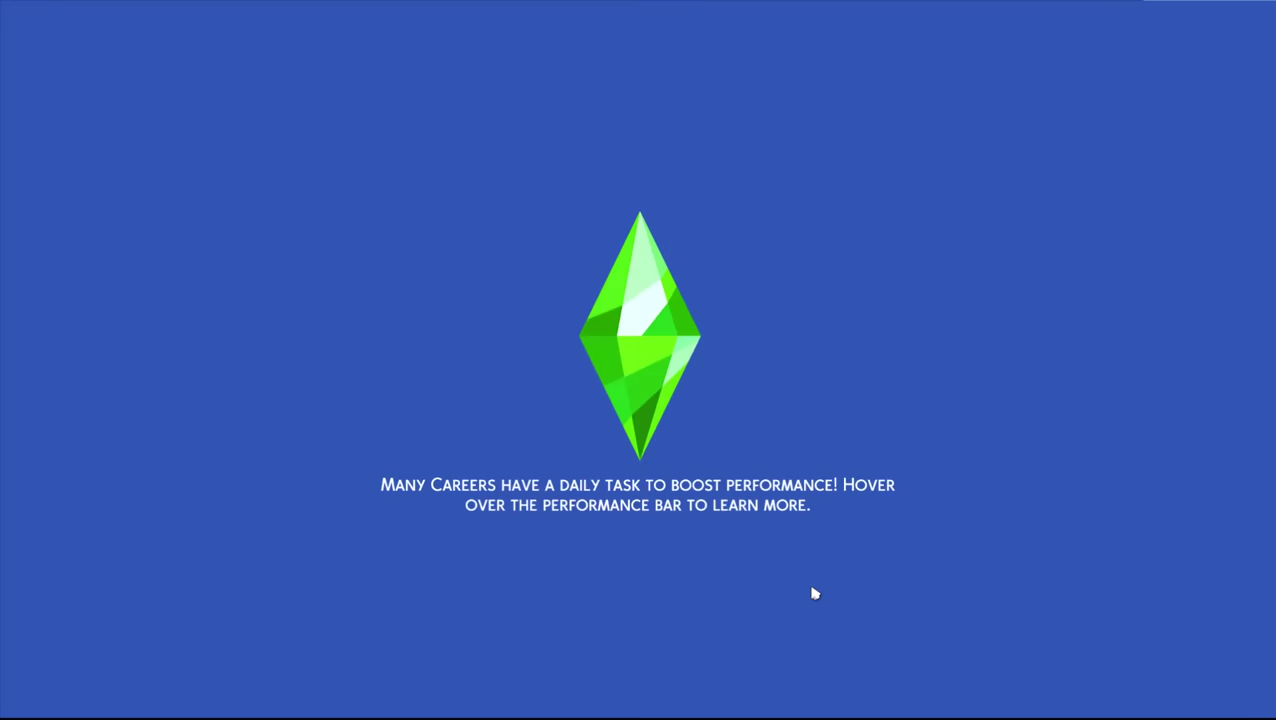 Many Careers have a daily task to boost performance! Hover
over the performance bar to learn more.